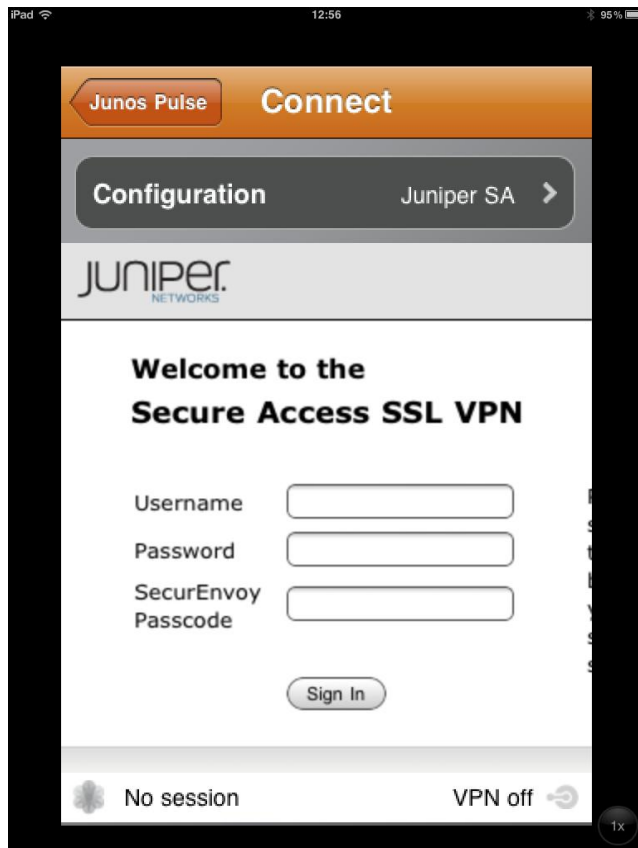 iPad 12:56 95%
Junos Pulse Connect
Configuration Juniper SA
JUNIPER
NETWORKS
Welcome to the
Secure Access SSL VPN
Username
Password
SecurEnvoy
Passcode
Sign In
No session VPN off
1x